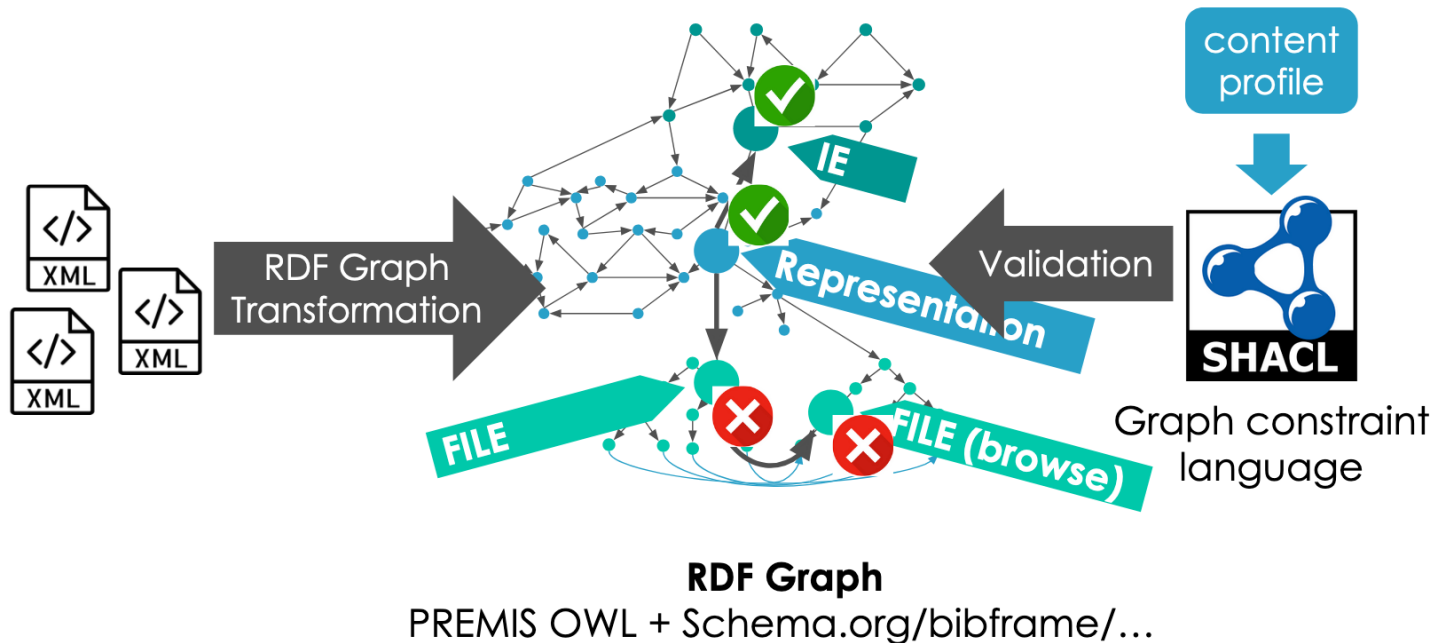 content
profile
IE
</>
XML
</>
XML
</>
XML
RDF Graph
Transformation
Representation
Validation
SHACL
FILE
FILE (browse)
Graph constraint
language
RDF Graph
PREMIS OWL + Schema.org/bibframe/…